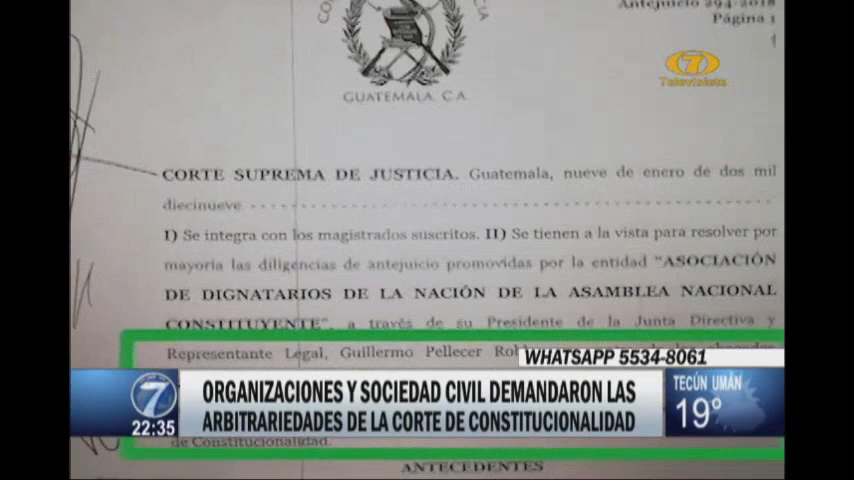 Antejuicio 294-2018
Página 1
1
GUATEMALA, C.A.
7
Televisiete
CORTE SUPREMA DE JUSTICIA. Guatemala, nueve de enero de dos mil
diecinueve
I) Se integra con los magistrados suscritos. II) Se tienen a la vista para resolver por
mayoría las diligencias de antejuicio promovidas por la entidad "ASOCIACIÓN
DE DIGNATARIOS DE LA NACIÓN DE LA ASAMBLEA NACIONAL
CONSTITUYENTE", a través de su Presidente de la Junta Directiva y
Representante Legal, Guillermo Pellecer
WHATSAPP 5534-8061
7
22:35
ORGANIZACIONES Y SOCIEDAD CIVIL DEMANDARON LAS
ARBITRARIEDADES DE LA CORTE DE CONSTITUCIONALIDAD
TECÚN UMÁN
19°
de Constitucionalidad.
ANTECEDENTES